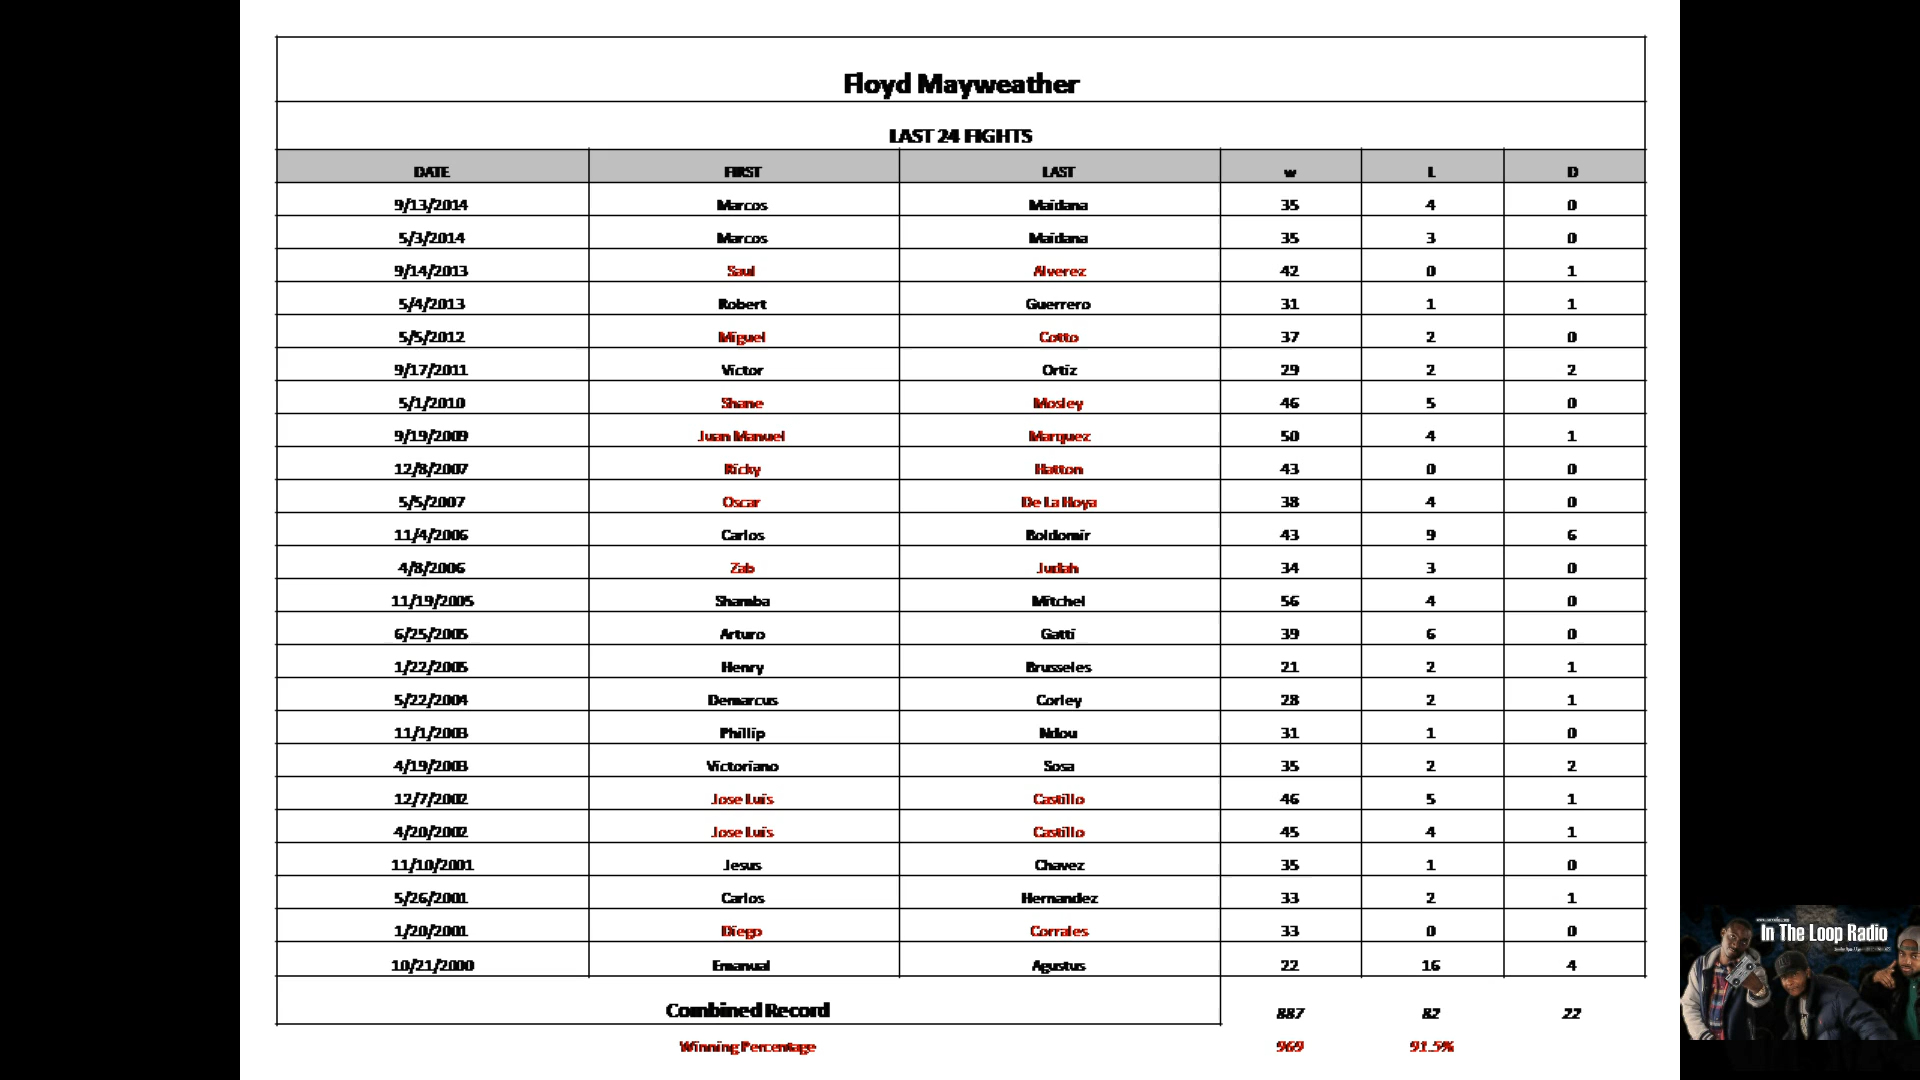 Floyd Mayweather
LAST 24 FIGHTS
DATE FIRST LAST w L D
9/13/2014 Marcos Maidana 35 4 0
5/3/2014 Marcos Maidana 35 3 0
9/14/2013 Saul Alverez 42 0 1
5/4/2013 Robert Guerrero 31 1 1
5/5/2012 Miguel Cotto 37 2 0
9/17/2011 Victor Ortiz 29 2 2
5/1/2010 Shane Mosley 46 5 0
9/19/2009 Juan Manuel Marquez 50 4 1
12/8/2007 Ricky Hatton 43 0 0
5/5/2007 Oscar De La Hoya 38 4 0
11/4/2006 Carlos Boldomir 43 9 6
4/8/2006 Zab Judah 34 3 0
11/19/2005 Shamba Mitchel 56 4 0
6/25/2005 Arturo Gatti 39 6 0
1/22/2005 Henry Brusseles 21 2 1
5/22/2004 Demarcus Corley 28 2 1
11/1/2003 Phillip Ndou 31 1 0
4/19/2003 Victoriano Sosa 35 2 2
12/7/2002 Jose Luis Castillo 46 5 1
4/20/2002 Jose Luis Castillo 45 4 1
11/10/2001 Jesus Chavez 35 1 0
5/26/2001 Carlos Hernandez 33 2 1
1/20/2001 Diego Corrales 33 0 0
10/21/2000 Emanual Agustus 22 16 4
Combined Record 887 82 22
Winning Percentage 969 91.5%
In The Loop Radio